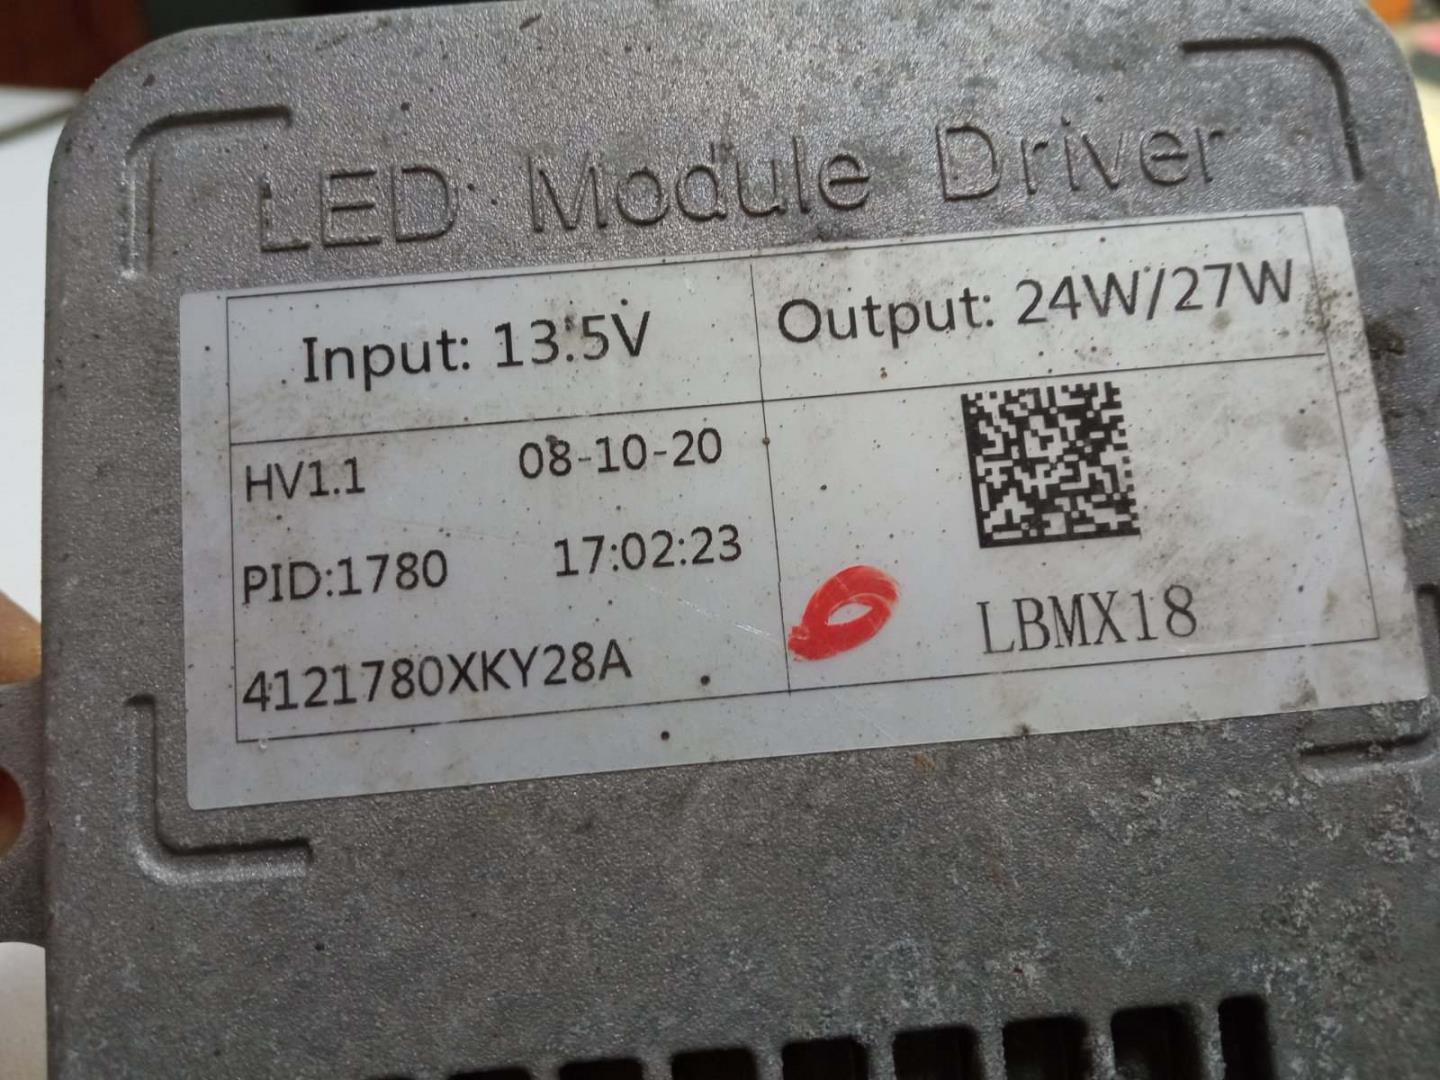 LED Module Driver
Input: 13.5V
Output: 24W/27W
HV1.1
08-10-20
PID:1780
17:02:23
4121780XKY28A
LBMX18